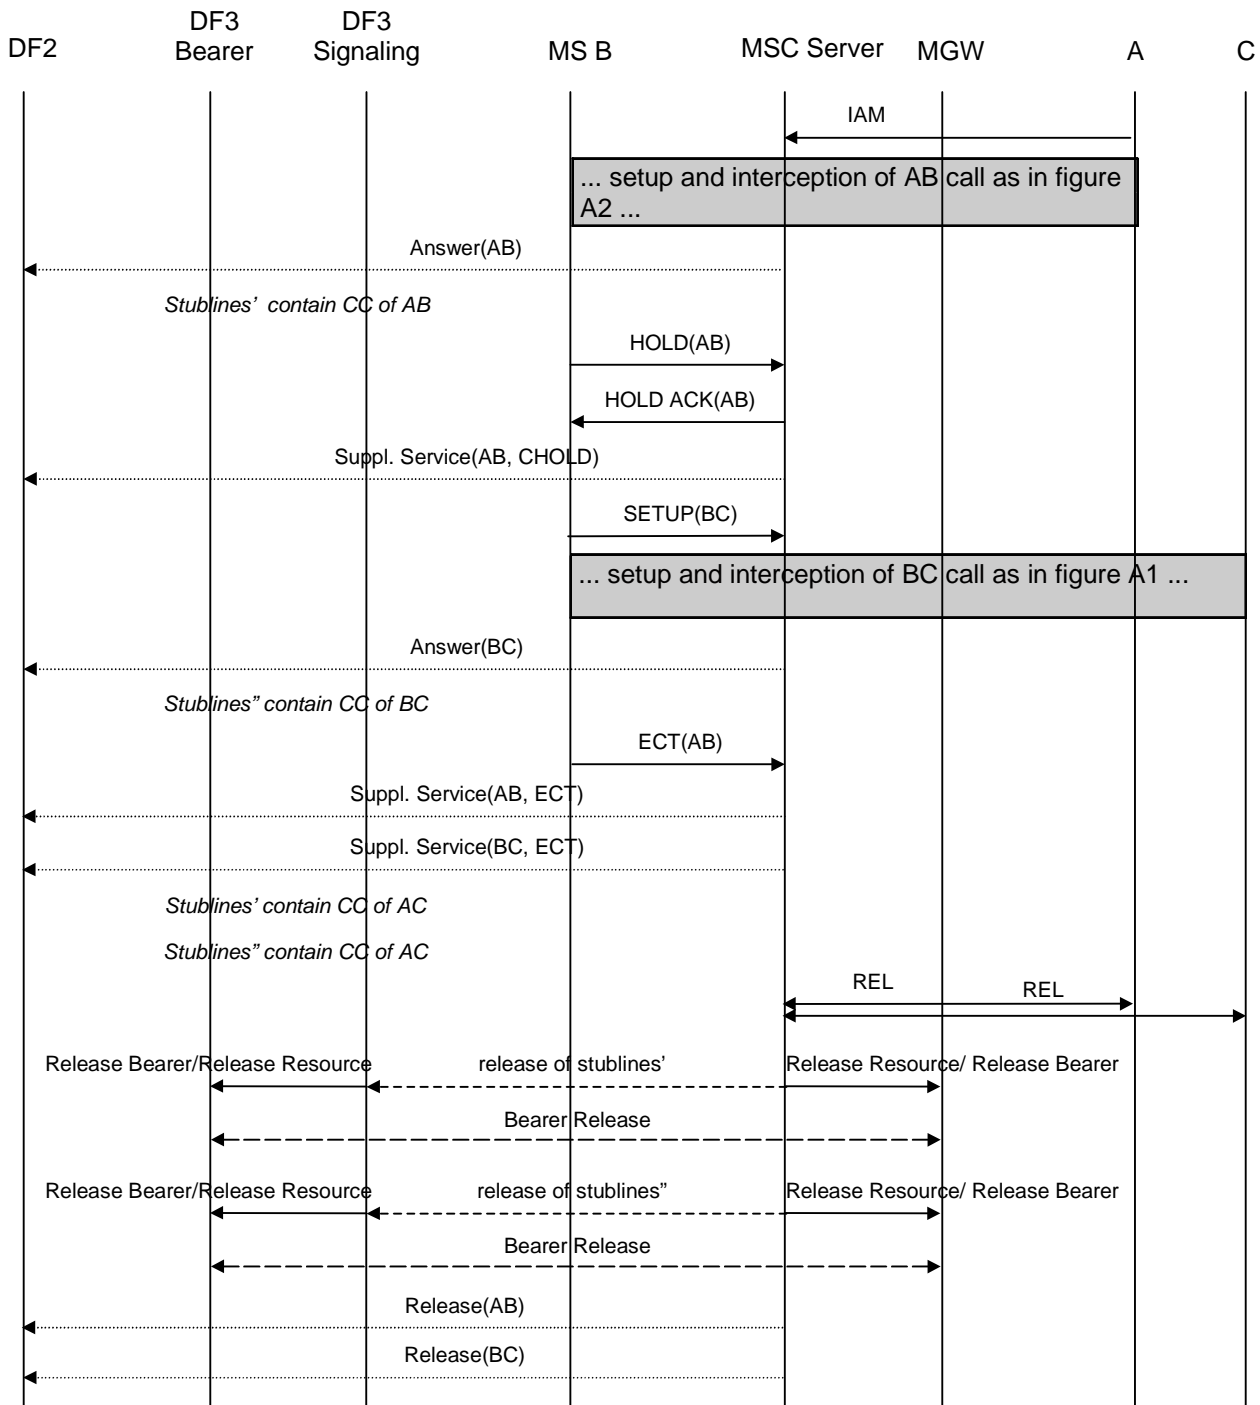 DF2
DF3
Bearer
DF3
Signaling
MS B
MSC Server
MGW
A
C
IAM
... setup and interception of AB call as in figure
A2 ...
Answer(AB)
Stublines’ contain CC of AB
HOLD(AB)
HOLD ACK(AB)
Suppl. Service(AB, CHOLD)
SETUP(BC)
... setup and interception of BC call as in figure A1 ...
Answer(BC)
Stublines” contain CC of BC
ECT(AB)
Suppl. Service(AB, ECT)
Suppl. Service(BC, ECT)
Stublines’ contain CC of AC
Stublines” contain CC of AC
REL
REL
Release Bearer/Release Resource
release of stublines’
Release Resource/ Release Bearer
Bearer Release
Release Bearer/Release Resource
release of stublines”
Release Resource/ Release Bearer
Bearer Release
Release(AB)
Release(BC)